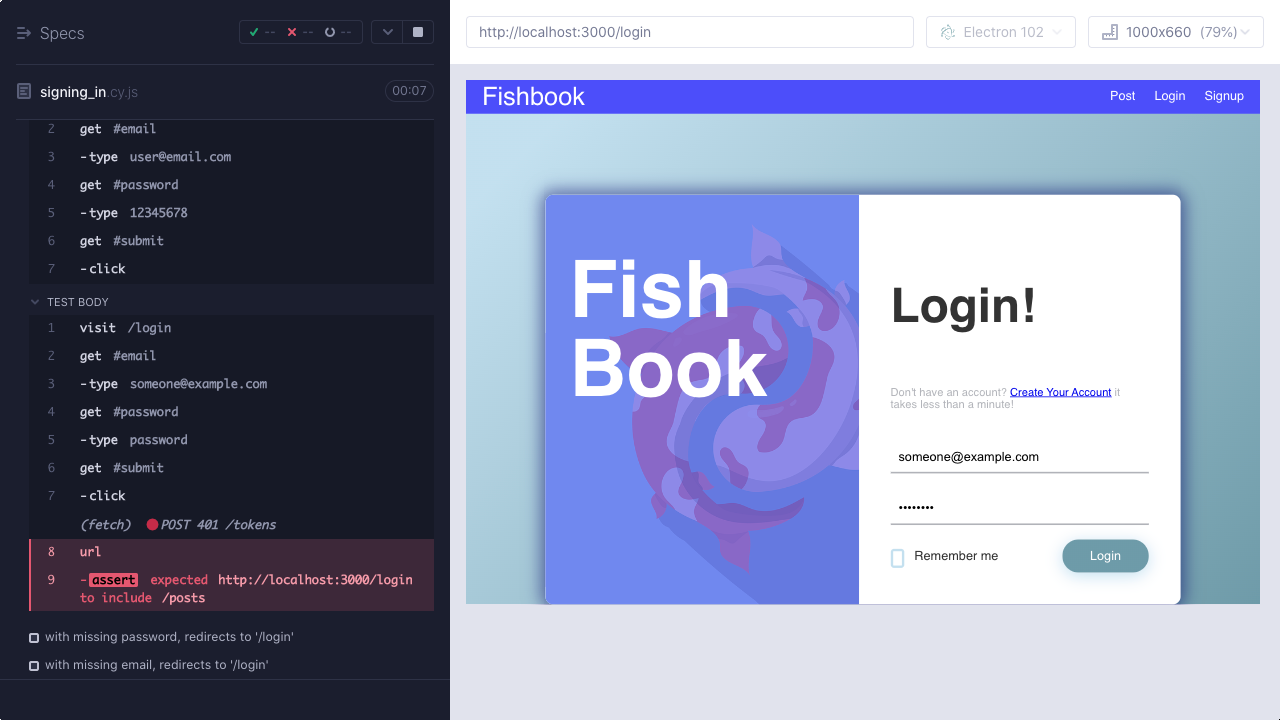 Specs
-- -- --
signing_in.cy.js
00:07
2 get #email
3 -type user@email.com
4 get #password
5 -type 12345678
6 get #submit
7 -click
TEST BODY
1 visit /login
2 get #email
3 -type someone@example.com
4 get #password
5 -type password
6 get #submit
7 -click
(fetch) POST 401 /tokens
8 url
9 -assert expected http://localhost:3000/login
to include /posts
with missing password, redirects to '/login'
with missing email, redirects to '/login'
http://localhost:3000/login
Electron 102
1000x660 (79%)
Fishbook
Post Login Signup
Fish
Book
Login!
Don't have an account? Create Your Account it
takes less than a minute!
someone@example.com
••••••••
Remember me
Login